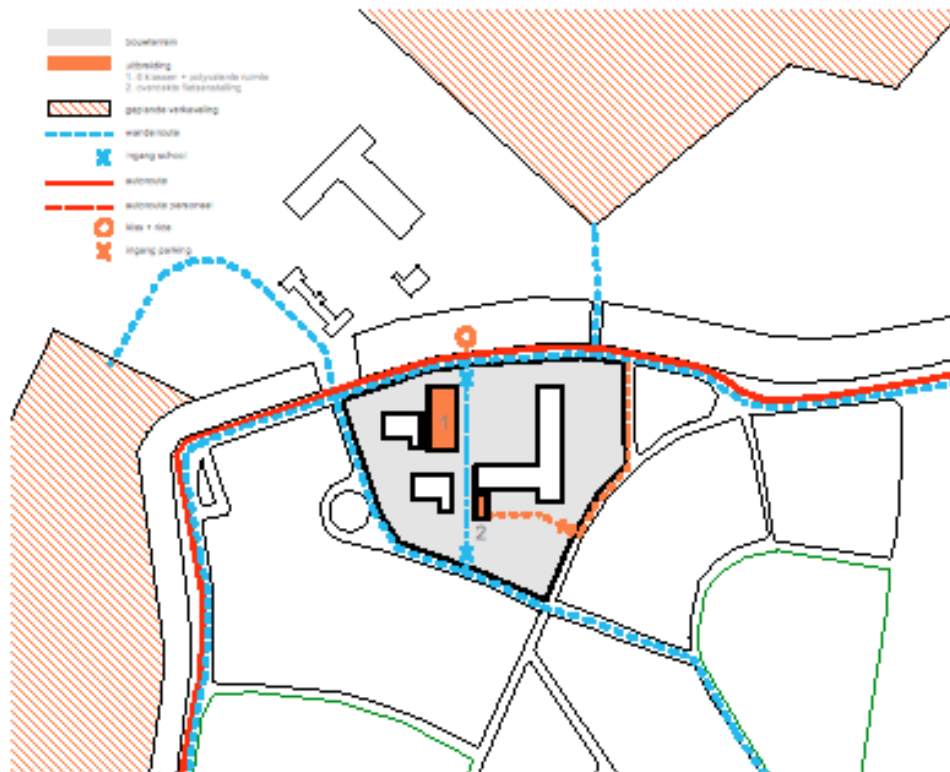 bouwterrein
uitbreiding
1. 8 klassen + polyvalente ruimte
2. overdekte fietsenstalling
geplande verkaveling
wandelroute
ingang school
autoroute
autoroute personeel
kiss + ride
ingang parking
1
2